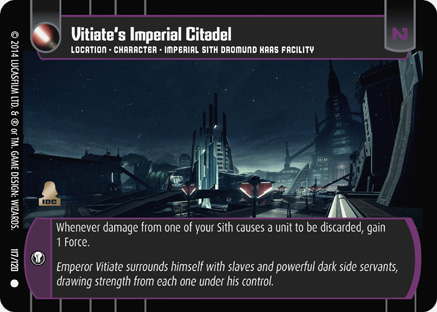 Vitiate's Imperial Citadel
LOCATION - CHARACTER - IMPERIAL SITH DROMUND KAAS FACILITY
© 2014 LUCASFILM LTD. & ® or TM. GAME DESIGN: WIZARDS.
117/120
IDC
Whenever damage from one of your Sith causes a unit to be discarded, gain
1 Force.
Emperor Vitiate surrounds himself with slaves and powerful dark side servants,
drawing strength from each one under his control.